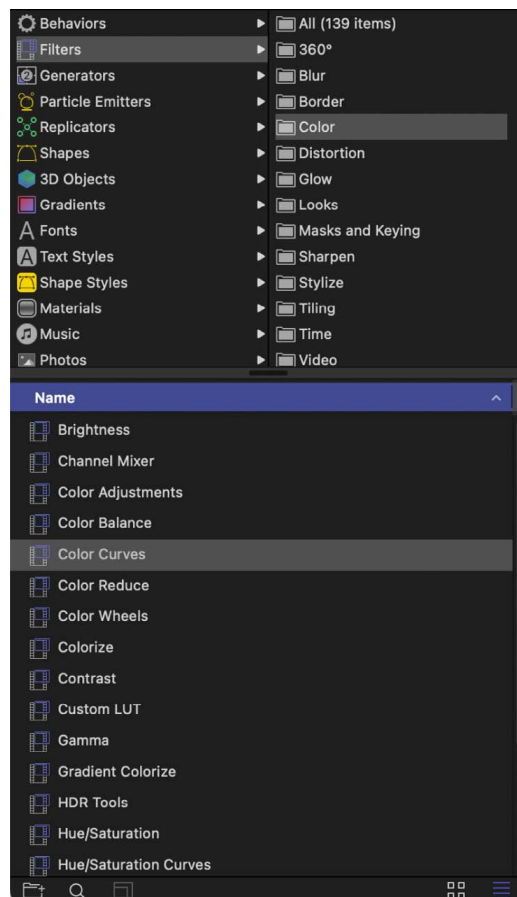 Behaviors
Filters
Generators
Particle Emitters
Replicators
Shapes
3D Objects
Gradients
Fonts
Text Styles
Shape Styles
Materials
Music
Photos
All (139 items)
360°
Blur
Border
Color
Distortion
Glow
Looks
Masks and Keying
Sharpen
Stylize
Tiling
Time
Video
Name
Brightness
Channel Mixer
Color Adjustments
Color Balance
Color Curves
Color Reduce
Color Wheels
Colorize
Contrast
Custom LUT
Gamma
Gradient Colorize
HDR Tools
Hue/Saturation
Hue/Saturation Curves